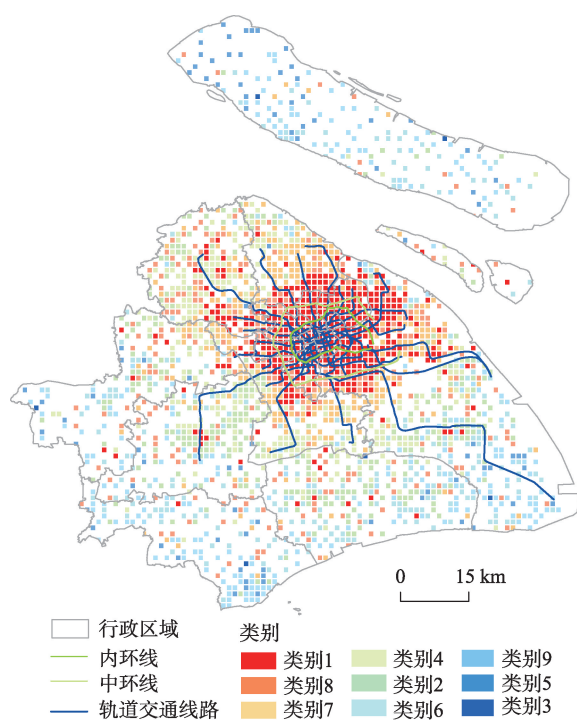 0 15 km
行政区域 类别
内环线 类别1 类别4 类别9
中环线 类别8 类别2 类别5
轨道交通线路 类别7 类别6 类别3